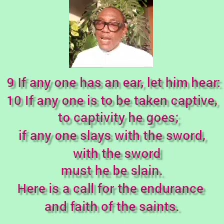 9 If any one has an ear, let him hear:
10 If any one is to be taken captive,
to captivity he goes;
if any one slays with the sword,
with the sword
must he be slain.
Here is a call for the endurance
and faith of the saints.